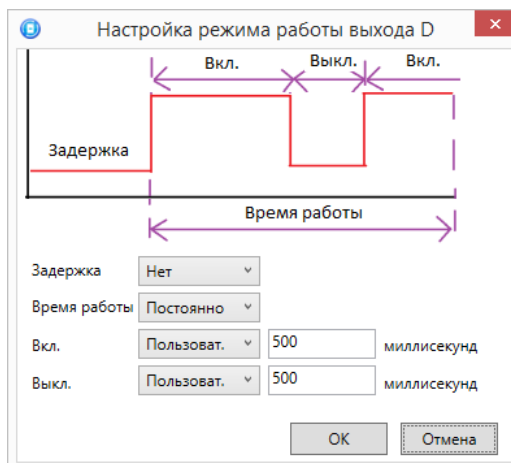 Настройка режима работы выхода D
Вкл. Выкл. Вкл.
Задержка
Время работы
Задержка Нет
Время работы Постоянно
Вкл. Пользоват. 500 миллисекунд
Выкл. Пользоват. 500 миллисекунд
OK Отмена